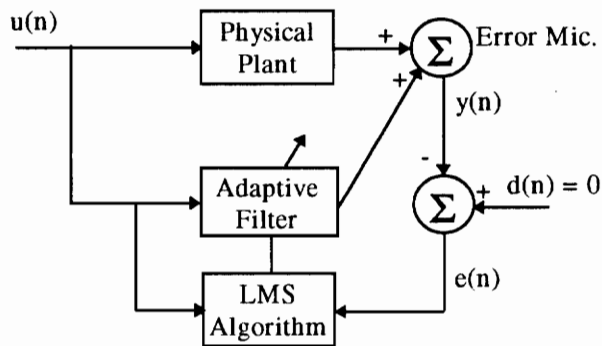 u(n)
Physical
Plant
+
Σ
Error Mic.
+
y(n)
-
Adaptive
Filter
Σ
+
d(n) = 0
LMS
Algorithm
e(n)